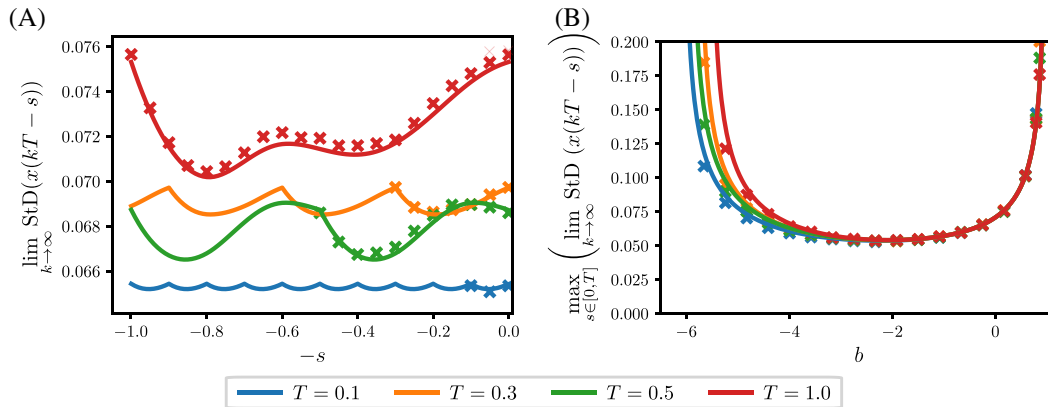 (A)
lim k→∞ StD(x(kT − s))
0.076
0.074
0.072
0.070
0.068
0.066
−1.0 −0.8 −0.6 −0.4 −0.2 0.0
−s
(B)
max s∈[0,T] ( lim k→∞ StD (x(kT − s)) )
0.200
0.175
0.150
0.125
0.100
0.075
0.050
0.025
0.000
−6 −4 −2 0
b
T = 0.1 T = 0.3 T = 0.5 T = 1.0